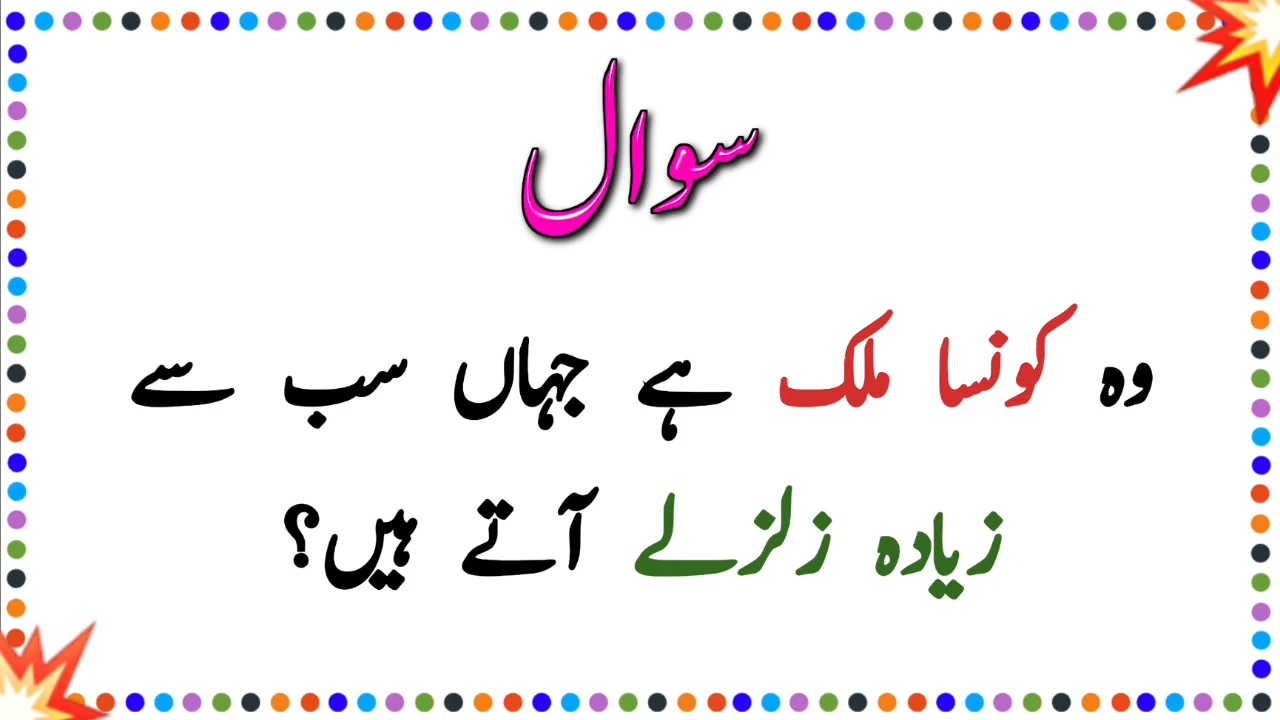 سوال
وہ کونسا ملک ہے جہاں سب سے
زیادہ زلزلے آتے ہیں؟